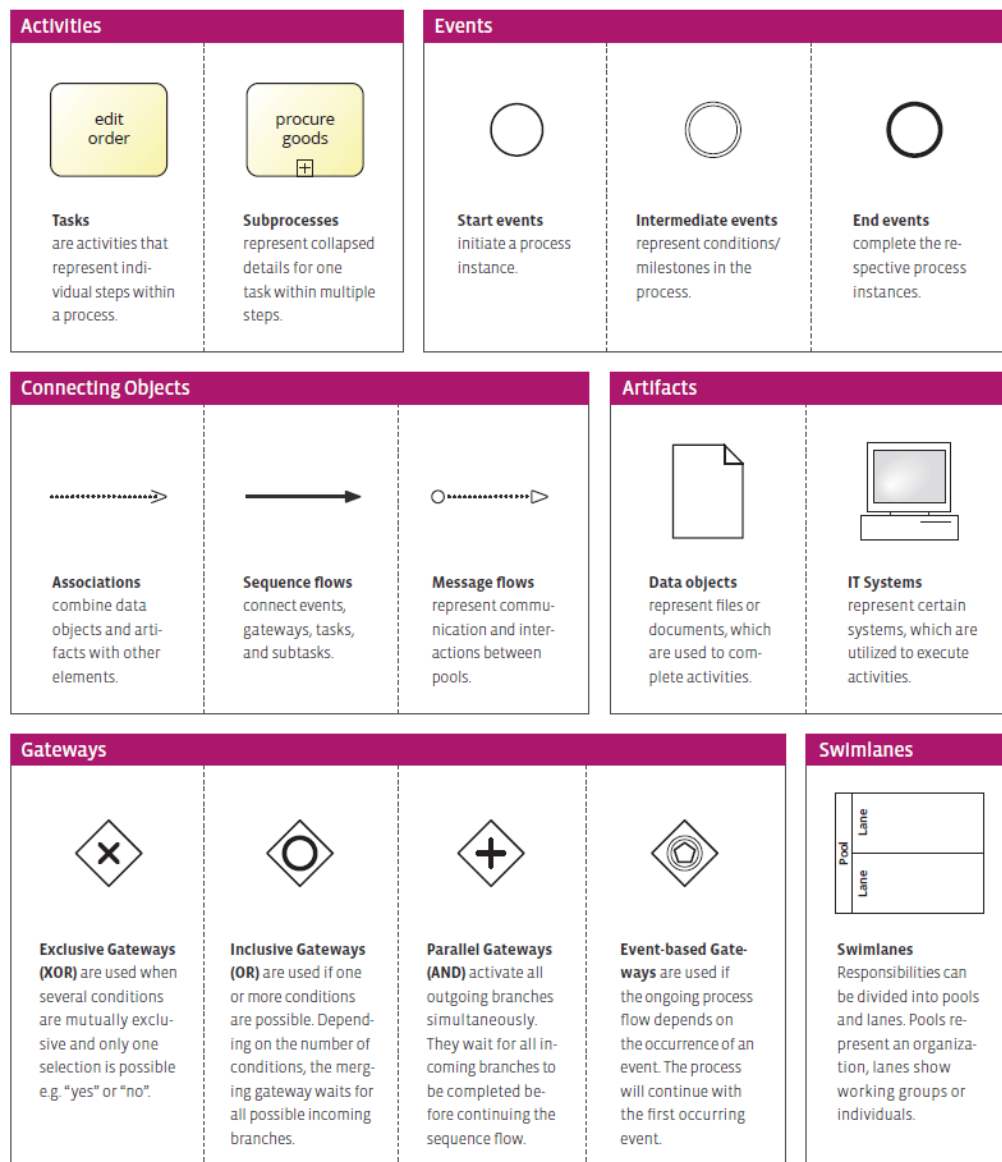 Activities
edit
order
procure
goods
Tasks
are activities that
represent indi-
vidual steps within
a process.
Subprocesses
represent collapsed
details for one
task within multiple
steps.
Events
Start events
initiate a process
instance.
Intermediate events
represent conditions/
milestones in the
process.
End events
complete the re-
spective process
instances.
Connecting Objects
Associations
combine data
objects and arti-
facts with other
elements.
Sequence flows
connect events,
gateways, tasks,
and subtasks.
Message flows
represent commu-
nication and inter-
actions between
pools.
Artifacts
Data objects
represent files or
documents, which
are used to com-
plete activities.
IT Systems
represent certain
systems, which are
utilized to execute
activities.
Gateways
Exclusive Gateways
(XOR) are used when
several conditions
are mutually exclu-
sive and only one
selection is possible
e.g. “yes” or “no”.
Inclusive Gateways
(OR) are used if one
or more conditions
are possible. Depend-
ing on the number of
conditions, the merg-
ing gateway waits for
all possible incoming
branches.
Parallel Gateways
(AND) activate all
outgoing branches
simultaneously.
They wait for all in-
coming branches to
be completed be-
fore continuing the
sequence flow.
Event-based Gate-
ways are used if
the ongoing process
flow depends on
the occurrence of an
event. The process
will continue with
the first occurring
event.
Swimlanes
Pool
Lane
Lane
Swimlanes
Responsibilities can
be divided into pools
and lanes. Pools re-
present an organiza-
tion, lanes show
working groups or
individuals.